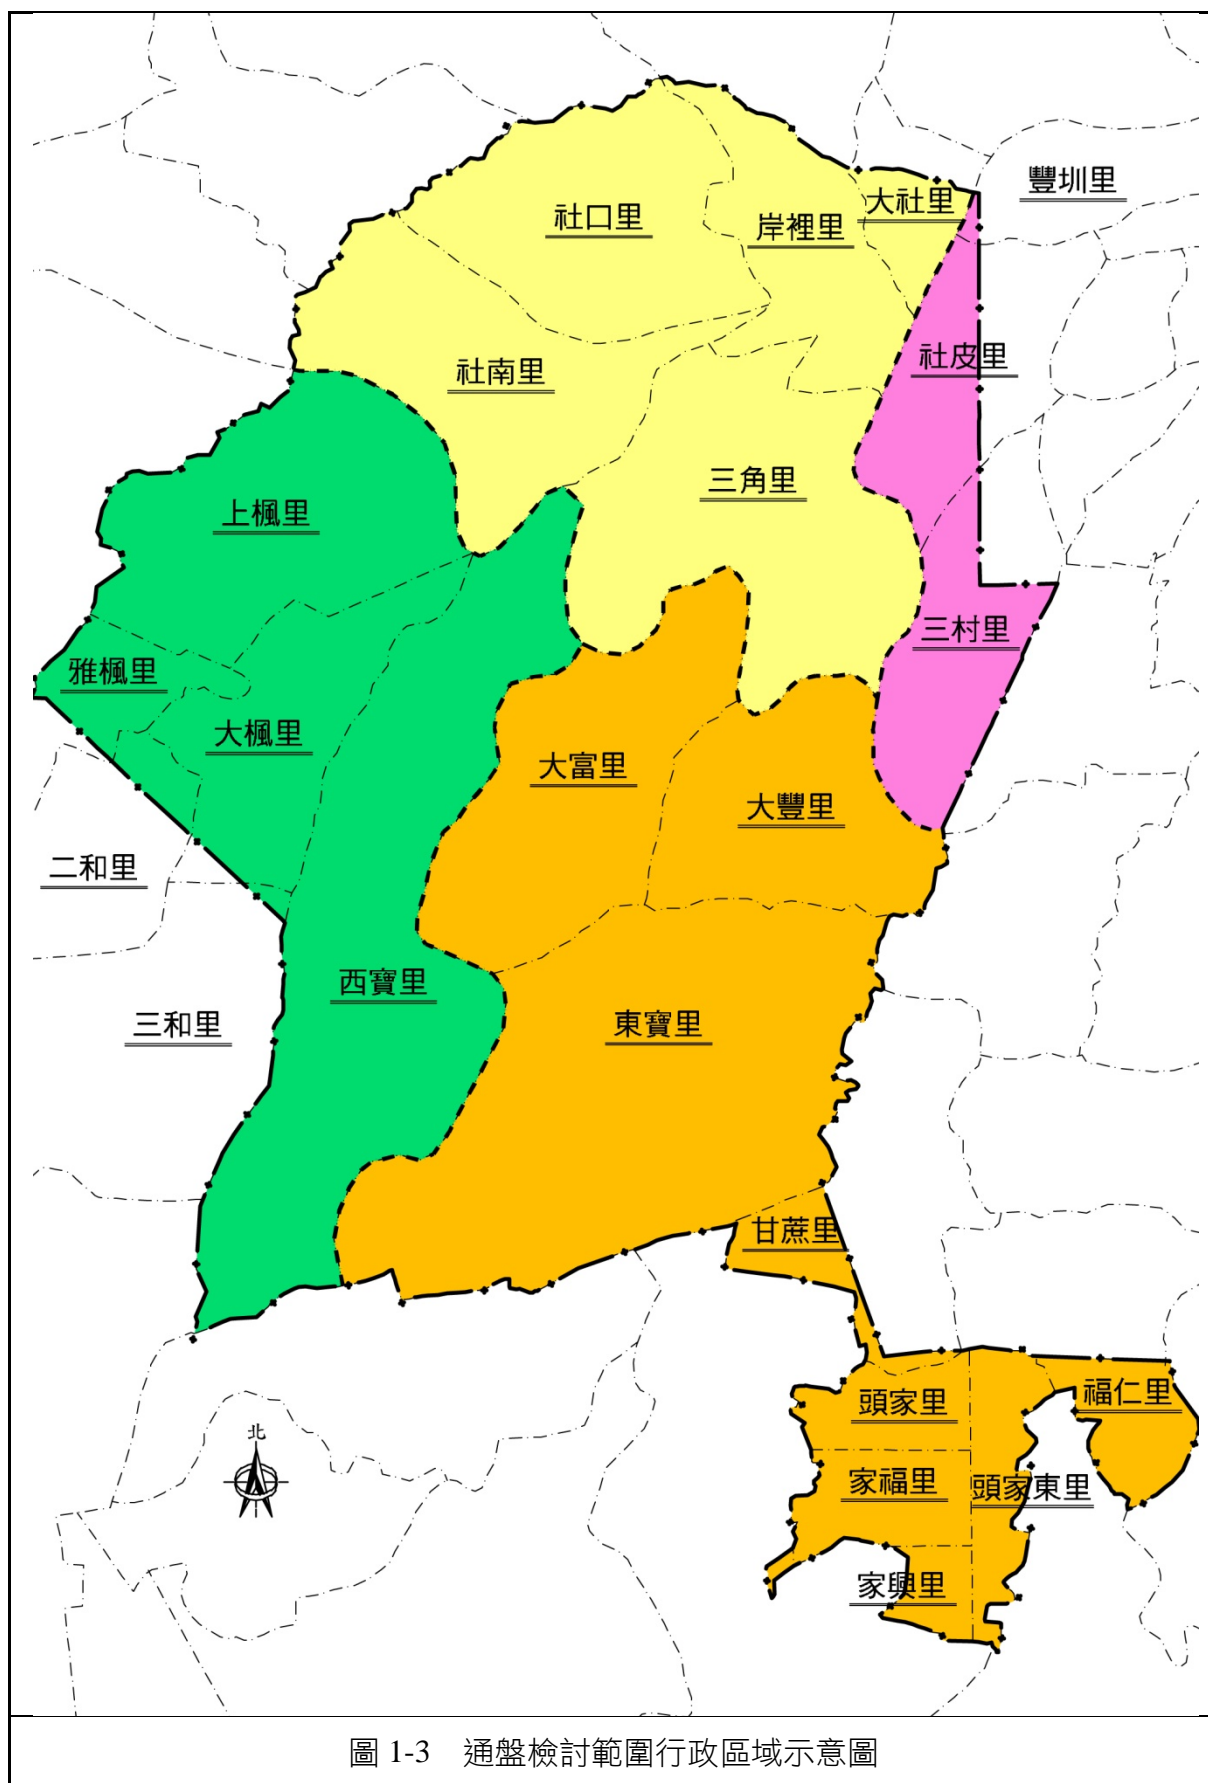 豐圳里
大社里
社口里
岸裡里
社皮里
社南里
三角里
上楓里
三村里
雅楓里
大楓里
大富里
大豐里
二和里
西寶里
三和里
東寶里
甘蔗里
福仁里
頭家里
北
家福里
頭家東里
家興里
圖 1-3 通盤檢討範圍行政區域示意圖